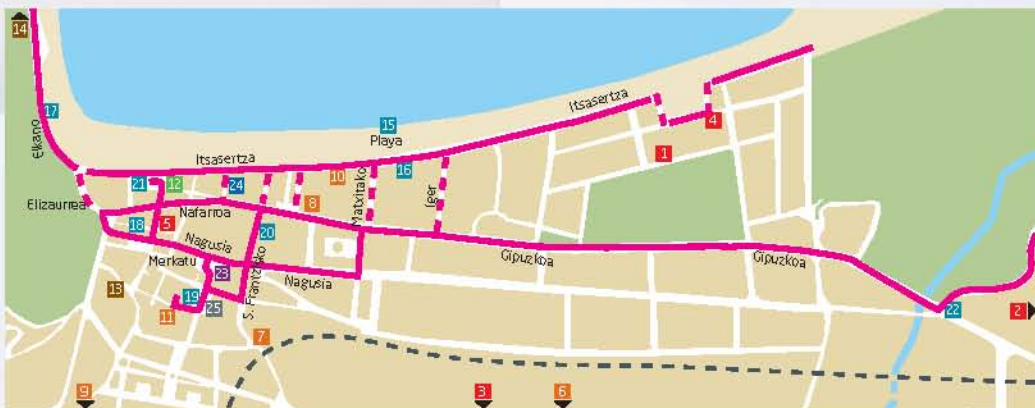 14
17
Elkano
15
Playa
Itsasertza
4
1
Itsasertza
10
16
21
12
24
8
Matxitako
Iger
Elizaurrea
Nafarroa
18
5
20
Nagusia
Merkatu
23
S. Frantzisko
Nagusia
Gipuzkoa
Gipuzkoa
13
19
25
11
7
22
2
9
3
6